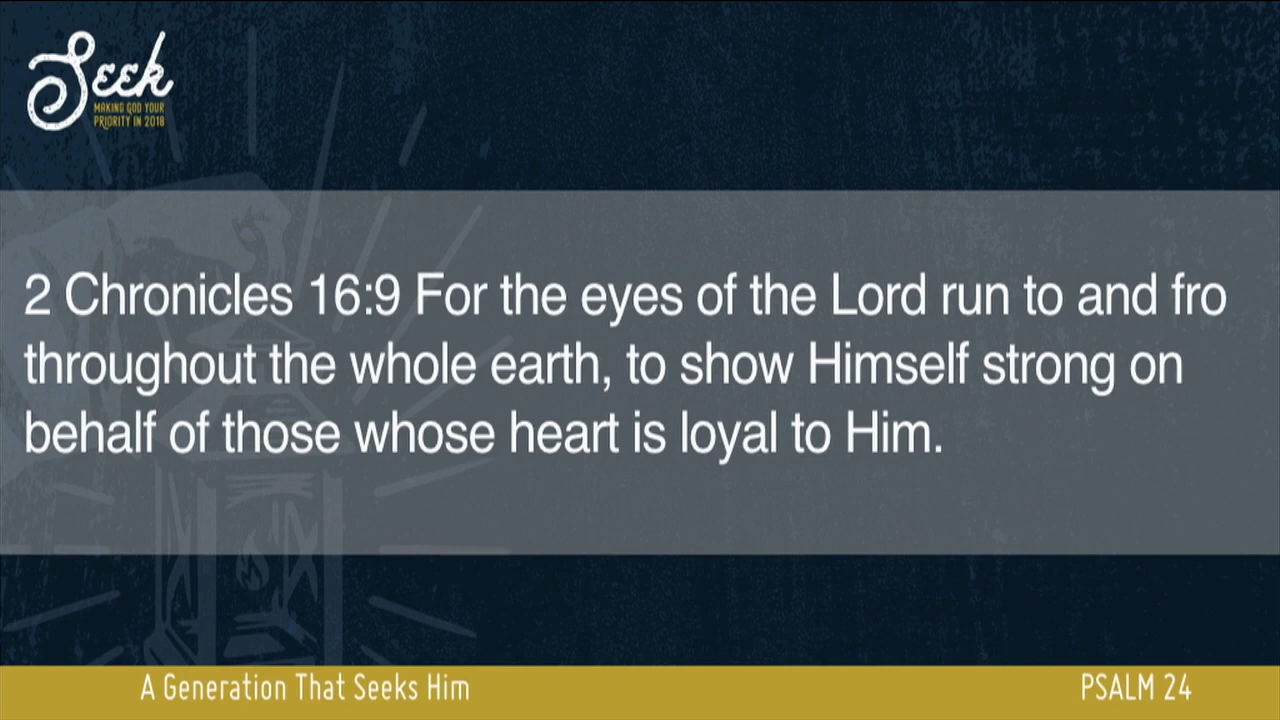 Seek
MAKING GOD YOUR
PRIORITY IN 2018
2 Chronicles 16:9 For the eyes of the Lord run to and fro
throughout the whole earth, to show Himself strong on
behalf of those whose heart is loyal to Him.
A Generation That Seeks Him
PSALM 24